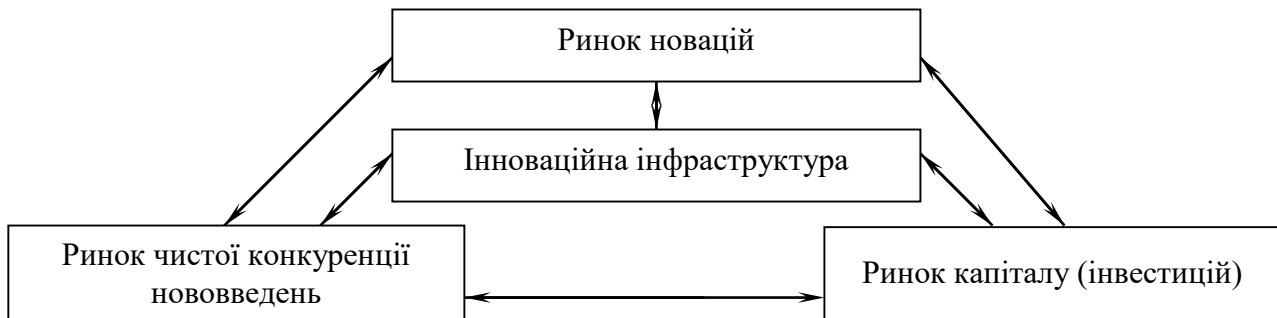 Ринок новацій
Інноваційна інфраструктура
Ринок чистої конкуренції
нововведень
Ринок капіталу (інвестицій)